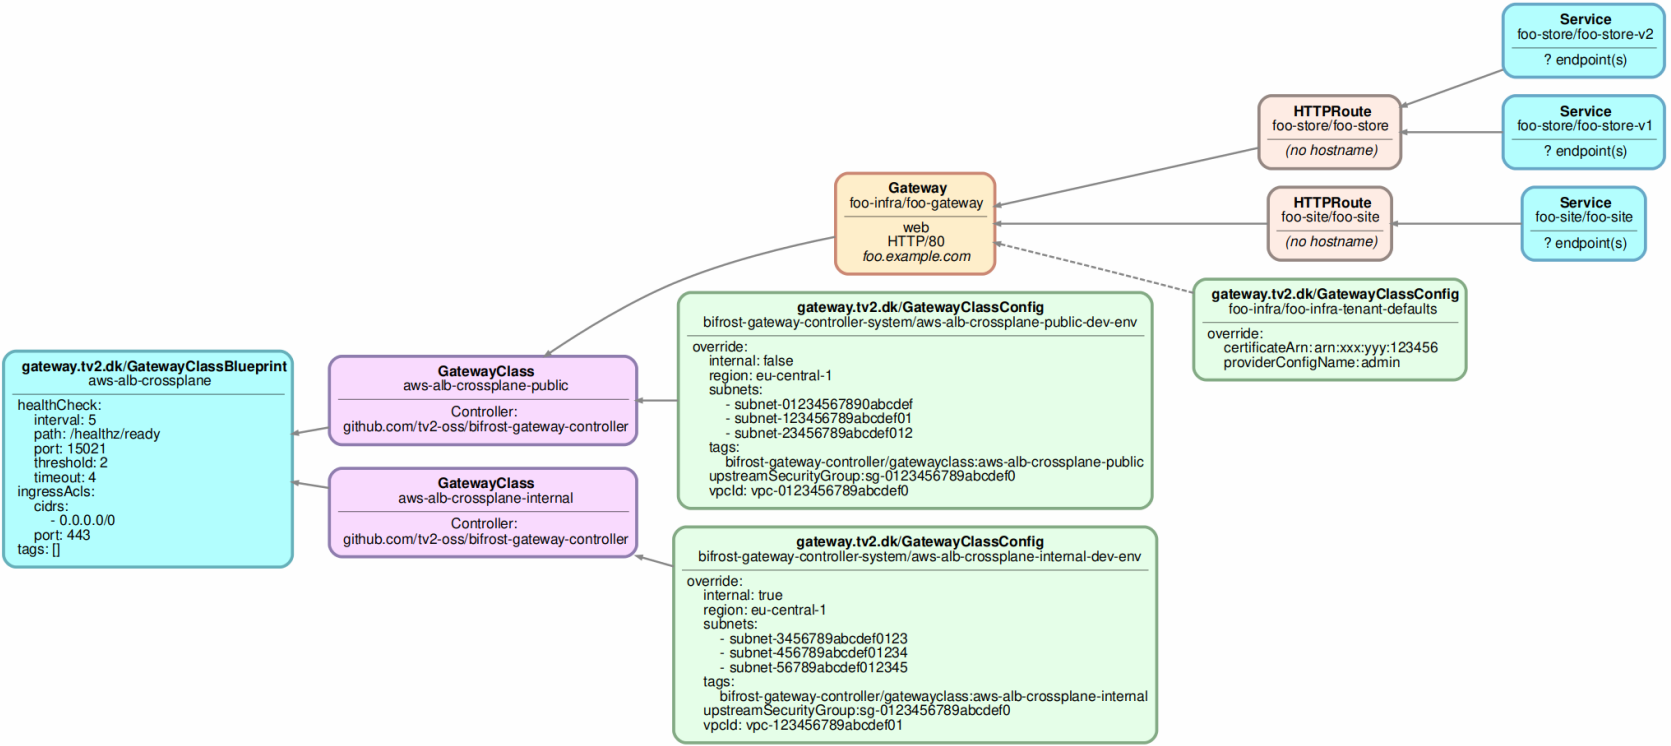 Service
foo-store/foo-store-v2
? endpoint(s)
HTTPRoute
foo-store/foo-store
(no hostname)
Service
foo-store/foo-store-v1
? endpoint(s)
Gateway
foo-infra/foo-gateway
web
HTTP/80
foo.example.com
HTTPRoute
foo-site/foo-site
(no hostname)
Service
foo-site/foo-site
? endpoint(s)
gateway.tv2.dk/GatewayClassConfig
foo-infra/foo-infra-tenant-defaults
override:
certificateArn: arn:xxx:yyy:123456
providerConfigName: admin
gateway.tv2.dk/GatewayClassConfig
bifrost-gateway-controller-system/aws-alb-crossplane-public-dev-env
override:
internal: false
region: eu-central-1
subnets:
- subnet-01234567890abcdef
- subnet-123456789abcdef01
- subnet-23456789abcdef012
tags:
bifrost-gateway-controller/gatewayclass:aws-alb-crossplane-public
upstreamSecurityGroup:sg-0123456789abcdef0
vpcId: vpc-0123456789abcdef0
gateway.tv2.dk/GatewayClassBlueprint
aws-alb-crossplane
healthCheck:
interval: 5
path: /healthz/ready
port: 15021
threshold: 2
timeout: 4
ingressAcls:
cidrs:
- 0.0.0.0/0
port: 443
tags: []
GatewayClass
aws-alb-crossplane-public
Controller:
github.com/tv2-oss/bifrost-gateway-controller
GatewayClass
aws-alb-crossplane-internal
Controller:
github.com/tv2-oss/bifrost-gateway-controller
gateway.tv2.dk/GatewayClassConfig
bifrost-gateway-controller-system/aws-alb-crossplane-internal-dev-env
override:
internal: true
region: eu-central-1
subnets:
- subnet-3456789abcdef0123
- subnet-456789abcdef01234
- subnet-56789abcdef012345
tags:
bifrost-gateway-controller/gatewayclass:aws-alb-crossplane-internal
upstreamSecurityGroup:sg-0123456789abcdef0
vpcId: vpc-123456789abcdef01